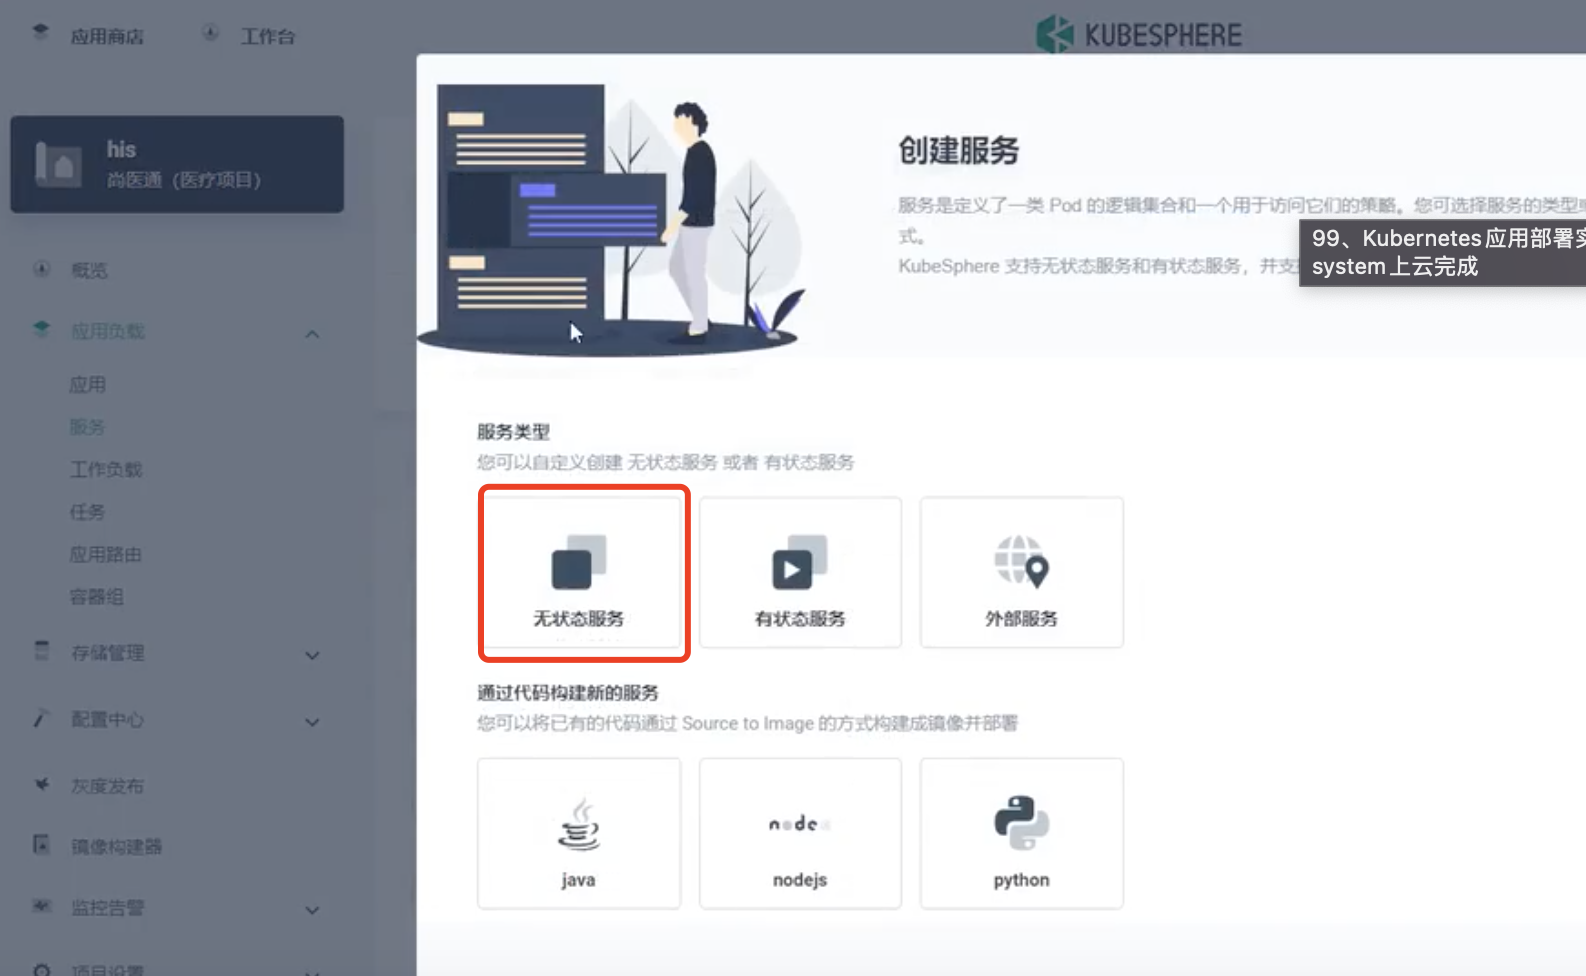 应用商店
工作台
KUBESPHERE
his
尚医通（医疗项目）
概览
应用负载
应用
服务
工作负载
任务
应用路由
容器组
存储管理
配置中心
灰度发布
镜像构建器
监控告警
项目设置
创建服务
服务是定义了一类 Pod 的逻辑集合和一个用于访问它们的策略。您可选择服务的类型
式。
KubeSphere 支持无状态服务和有状态服务，并支
99、Kubernetes应用部署实
system上云完成
服务类型
您可以自定义创建 无状态服务 或者 有状态服务
无状态服务
有状态服务
外部服务
通过代码构建新的服务
您可以将已有的代码通过 Source to Image 的方式构建成镜像并部署
java
node
nodejs
python